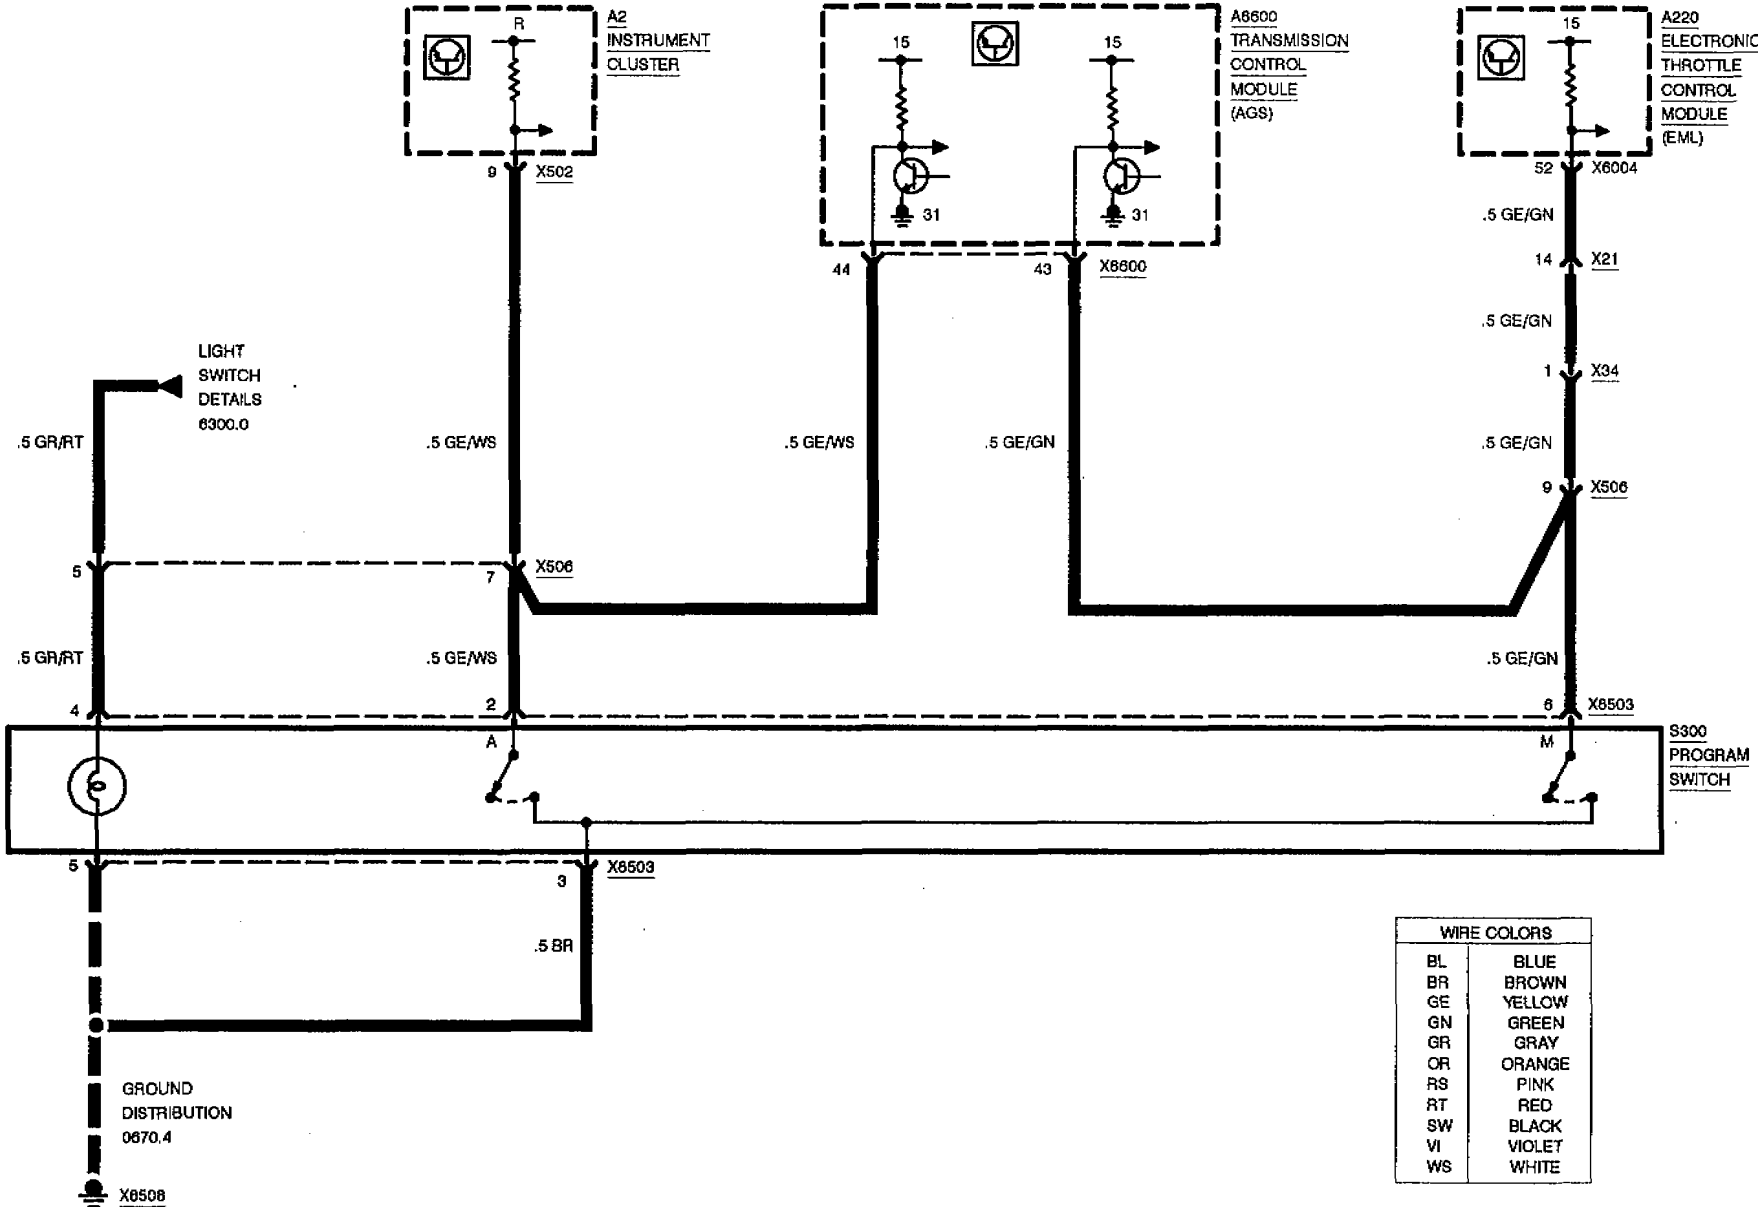 R
A2
INSTRUMENT
CLUSTER
9
X502
15
15
31
31
A6600
TRANSMISSION
CONTROL
MODULE
(AGS)
44
43
X6600
15
A220
ELECTRONIC
THROTTLE
CONTROL
MODULE
(EML)
52
X6004
.5 GE/GN
14
X21
.5 GE/GN
1
X34
LIGHT
SWITCH
DETAILS
6300.0
.5 GR/RT
.5 GE/WS
.5 GE/WS
.5 GE/GN
.5 GE/GN
9
X506
5
7
X506
.5 GR/RT
.5 GE/WS
.5 GE/GN
4
2
6
X6503
A
M
S300
PROGRAM
SWITCH
5
3
X6503
.5 BR
GROUND
DISTRIBUTION
0670.4
X6508
WIRE COLORS
BL BLUE
BR BROWN
GE YELLOW
GN GREEN
GR GRAY
OR ORANGE
RS PINK
RT RED
SW BLACK
VI VIOLET
WS WHITE